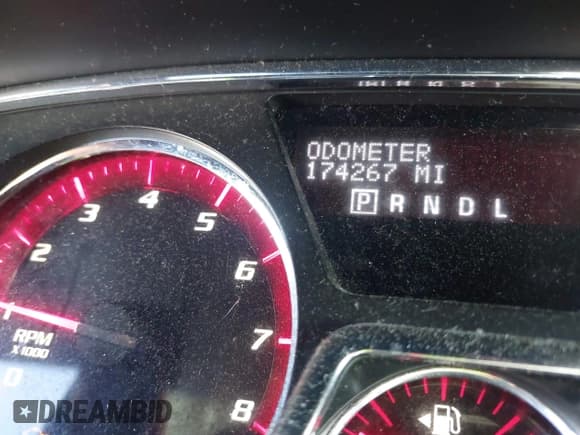 ODOMETER
174267 MI
P R N D L
0
2
3
4
5
6
7
8
RPM
X1000
DREAMBID